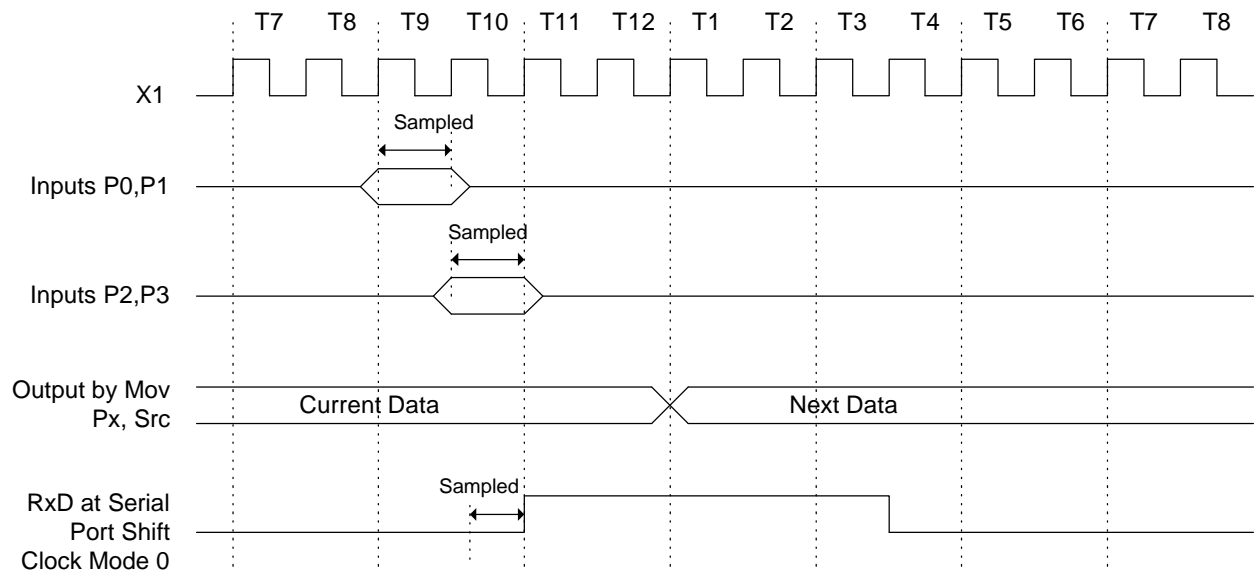 T7 T8 T9 T10 T11 T12 T1 T2 T3 T4 T5 T6 T7 T8
X1
Sampled
Inputs P0,P1
Sampled
Inputs P2,P3
Output by Mov
Px, Src
Current Data
Next Data
Sampled
RxD at Serial
Port Shift
Clock Mode 0